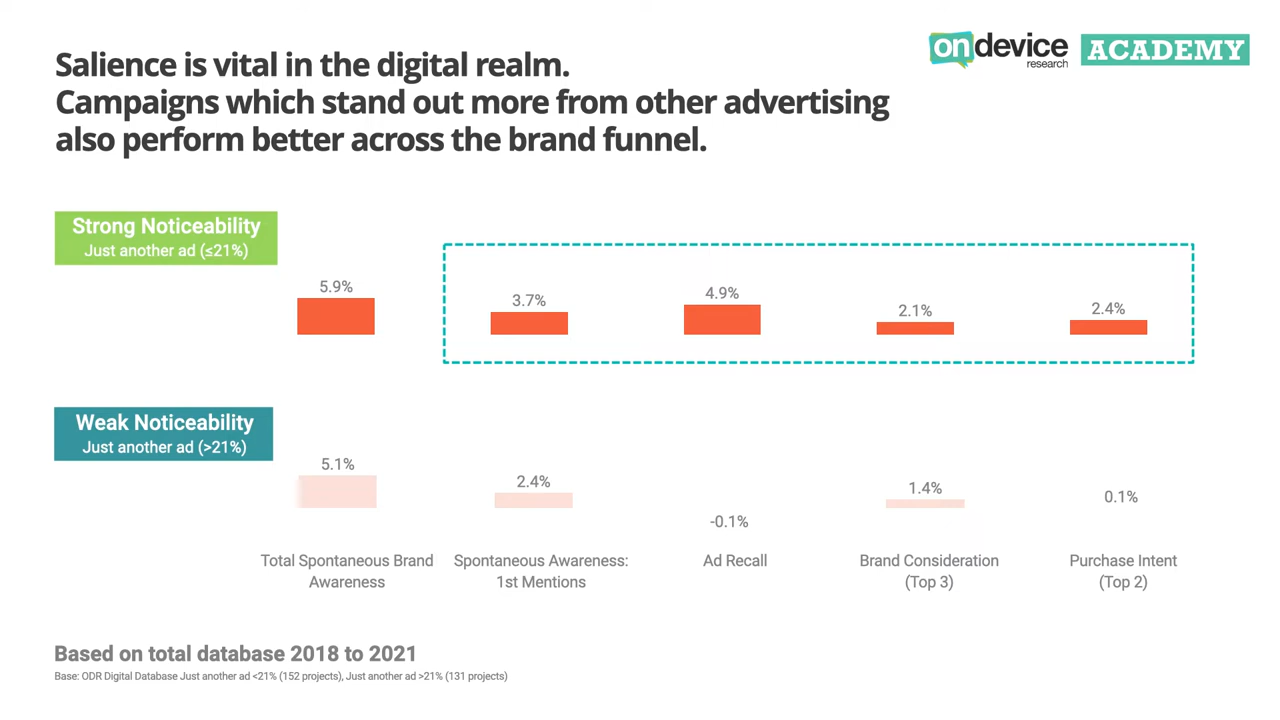 Salience is vital in the digital realm.
Campaigns which stand out more from other advertising
also perform better across the brand funnel.
ondevice
research
ACADEMY
Strong Noticeability
Just another ad (≤21%)
5.9%
3.7%
4.9%
2.1%
2.4%
Weak Noticeability
Just another ad (>21%)
5.1%
2.4%
-0.1%
1.4%
0.1%
Total Spontaneous Brand
Awareness
Spontaneous Awareness:
1st Mentions
Ad Recall
Brand Consideration
(Top 3)
Purchase Intent
(Top 2)
Based on total database 2018 to 2021
Base: ODR Digital Database Just another ad <21% (152 projects), Just another ad >21% (131 projects)